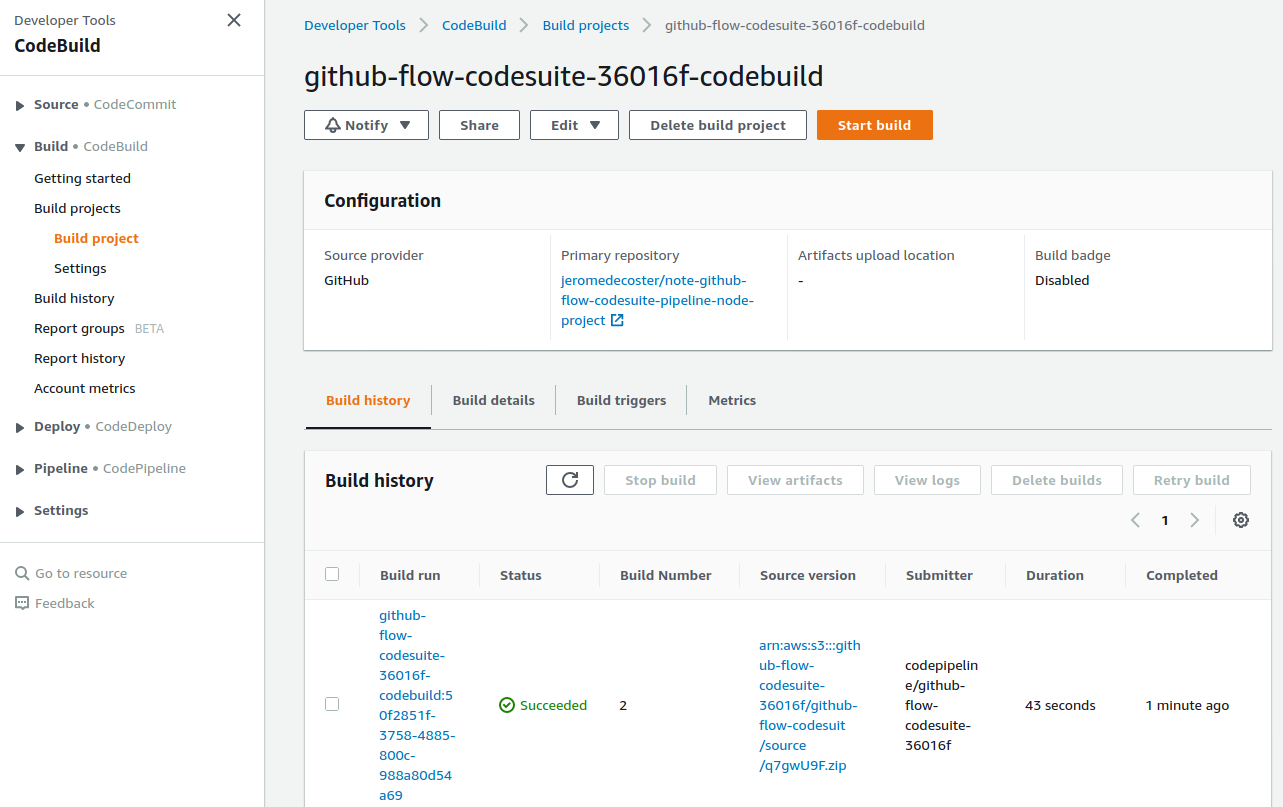 Developer Tools
CodeBuild
Source • CodeCommit
Build • CodeBuild
Getting started
Build projects
Build project
Settings
Build history
Report groups BETA
Report history
Account metrics
Deploy • CodeDeploy
Pipeline • CodePipeline
Settings
Go to resource
Feedback
Developer Tools > CodeBuild > Build projects > github-flow-codesuite-36016f-codebuild
github-flow-codesuite-36016f-codebuild
Notify Share Edit Delete build project Start build
Configuration
Source provider
GitHub
Primary repository
jeromedecoster/note-github-
flow-codesuite-pipeline-node-
project
Artifacts upload location
-
Build badge
Disabled
Build history Build details Build triggers Metrics
Build history
Stop build View artifacts View logs Delete builds Retry build
1
Build run Status Build Number Source version Submitter Duration Completed
github-
flow-
codesuite-
36016f-
codebuild:5
0f2851f-
3758-4885-
800c-
988a80d54
a69
Succeeded
2
arn:aws:s3:::gith
ub-flow-
codesuite-
36016f/github-
flow-codesuit
/source
/q7gwU9F.zip
codepipelin
e/github-
flow-
codesuite-
36016f
43 seconds
1 minute ago